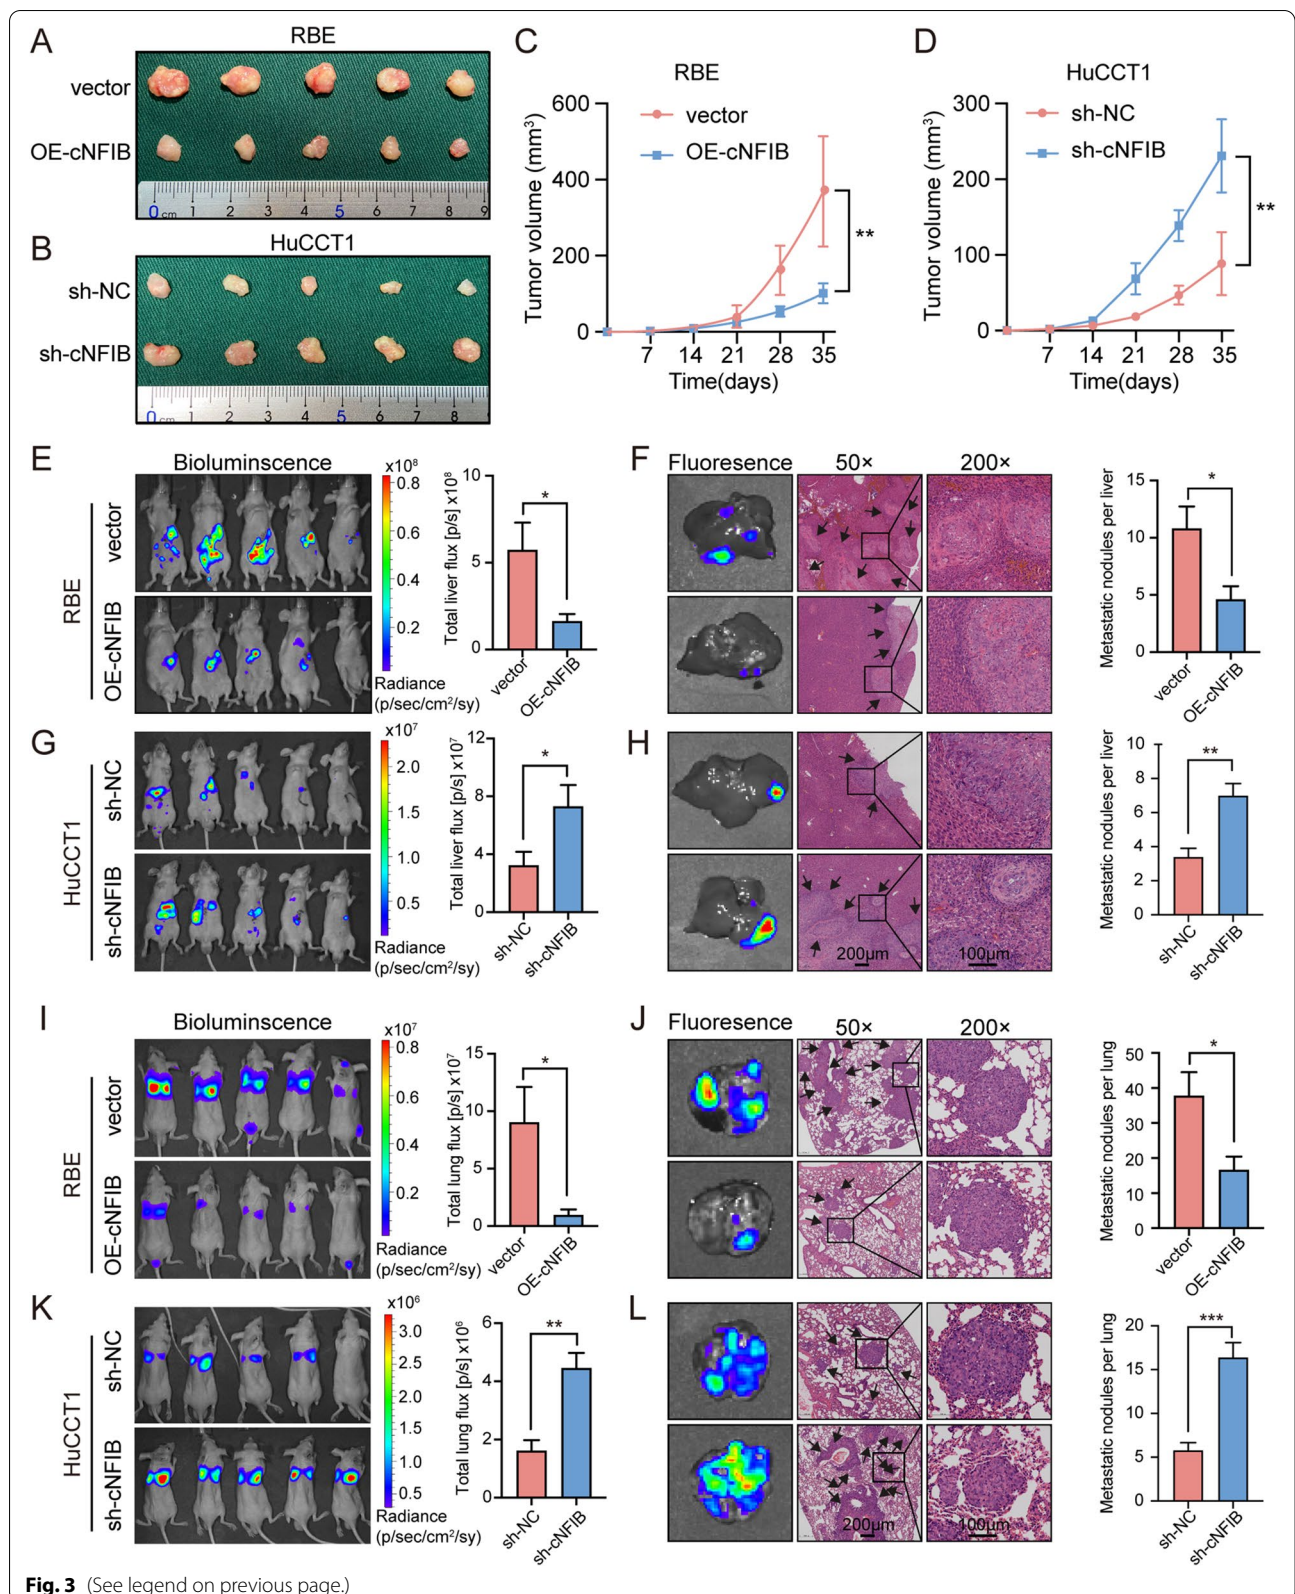 A
RBE
vector
OE-cNFIB
0 cm 1 2 3 4 5 6 7 8 9
B
HuCCT1
sh-NC
sh-cNFIB
0 cm 1 2 3 4 5 6 7 8 9
C
RBE
vector
OE-cNFIB
Tumor volume (mm³)
600
400
200
0
7 14 21 28 35
Time(days)
**
D
HuCCT1
sh-NC
sh-cNFIB
Tumor volume (mm³)
300
200
100
0
7 14 21 28 35
Time(days)
**
E
Bioluminscence
RBE
vector
OE-cNFIB
x10⁸
0.8
0.6
0.4
0.2
Radiance
(p/sec/cm²/sy)
Total liver flux [p/s] x10⁸
10
5
0
*
vector
OE-cNFIB
F
Fluoresence 50× 200×
Metastatic nodules per liver
15
10
5
0
*
vector
OE-cNFIB
G
HuCCT1
sh-NC
sh-cNFIB
x10⁷
2.0
1.5
1.0
0.5
Radiance
(p/sec/cm²/sy)
Total liver flux [p/s] x10⁷
12
8
4
0
*
sh-NC
sh-cNFIB
H
200μm
100μm
Metastatic nodules per liver
10
8
6
4
2
0
**
sh-NC
sh-cNFIB
I
Bioluminscence
RBE
vector
OE-cNFIB
x10⁷
0.8
0.6
0.4
0.2
Radiance
(p/sec/cm²/sy)
Total lung flux [p/s] x10⁷
15
10
5
0
*
vector
OE-cNFIB
J
Fluoresence 50× 200×
Metastatic nodules per lung
50
40
30
20
10
0
*
vector
OE-cNFIB
K
HuCCT1
sh-NC
sh-cNFIB
x10⁶
3.0
2.5
2.0
1.5
1.0
0.5
Radiance
(p/sec/cm²/sy)
Total lung flux [p/s] x10⁶
6
4
2
0
**
sh-NC
sh-cNFIB
L
200μm
100μm
Metastatic nodules per lung
20
15
10
5
0
***
sh-NC
sh-cNFIB
Fig. 3 (See legend on previous page.)